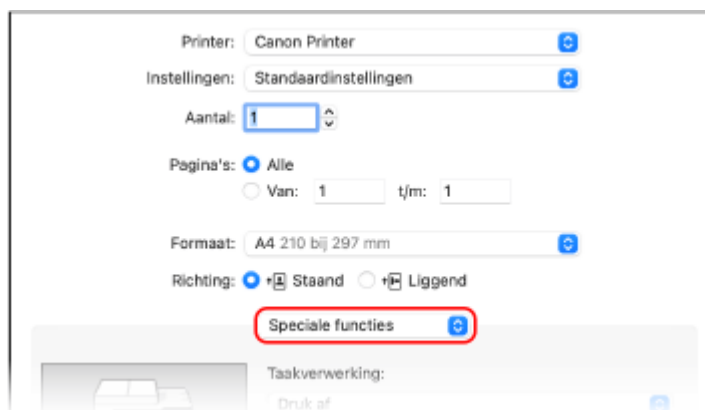 Printer: Canon Printer
Instellingen: Standaardinstellingen
Aantal: 1
Pagina's: Alle
Van: 1 t/m: 1
Formaat: A4 210 bij 297 mm
Richting: Staand Liggend
Speciale functies
Taakverwerking:
Druk af